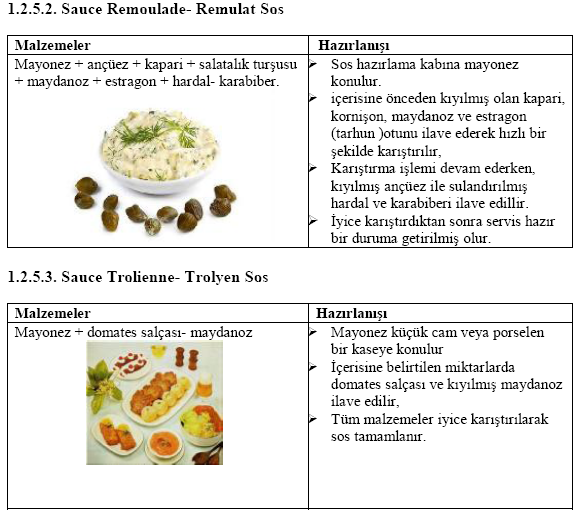 1.2.5.2. Sauce Remoulade- Remulat Sos
Malzemeler
Mayonez + ançüez + kapari + salatalık turşusu
+ maydanoz + estragon + hardal- karabiber.
Hazırlanışı
➢ Sos hazırlama kabına mayonez
konulur.
➢ içerisine önceden kıyılmış olan kapari,
kornişon, maydanoz ve estragon
(tarhun )otunu ilave ederek hızlı bir
şekilde karıştırılır,
➢ Karıştırma işlemi devam ederken,
kıyılmış ançüez ile sulandırılmış
hardal ve karabiberi ilave edillir.
➢ İyice karıştırdıktan sonra servis hazır
bir duruma getirilmiş olur.
1.2.5.3. Sauce Trolienne- Trolyen Sos
Malzemeler
Mayonez + domates salçası- maydanoz
Hazırlanışı
➢ Mayonez küçük cam veya porselen
bir kaseye konulur
➢ İçerisine belirtilen miktarlarda
domates salçası ve kıyılmış maydanoz
ilave edilir,
➢ Tüm malzemeler iyice karıştırılarak
sos tamamlanır.